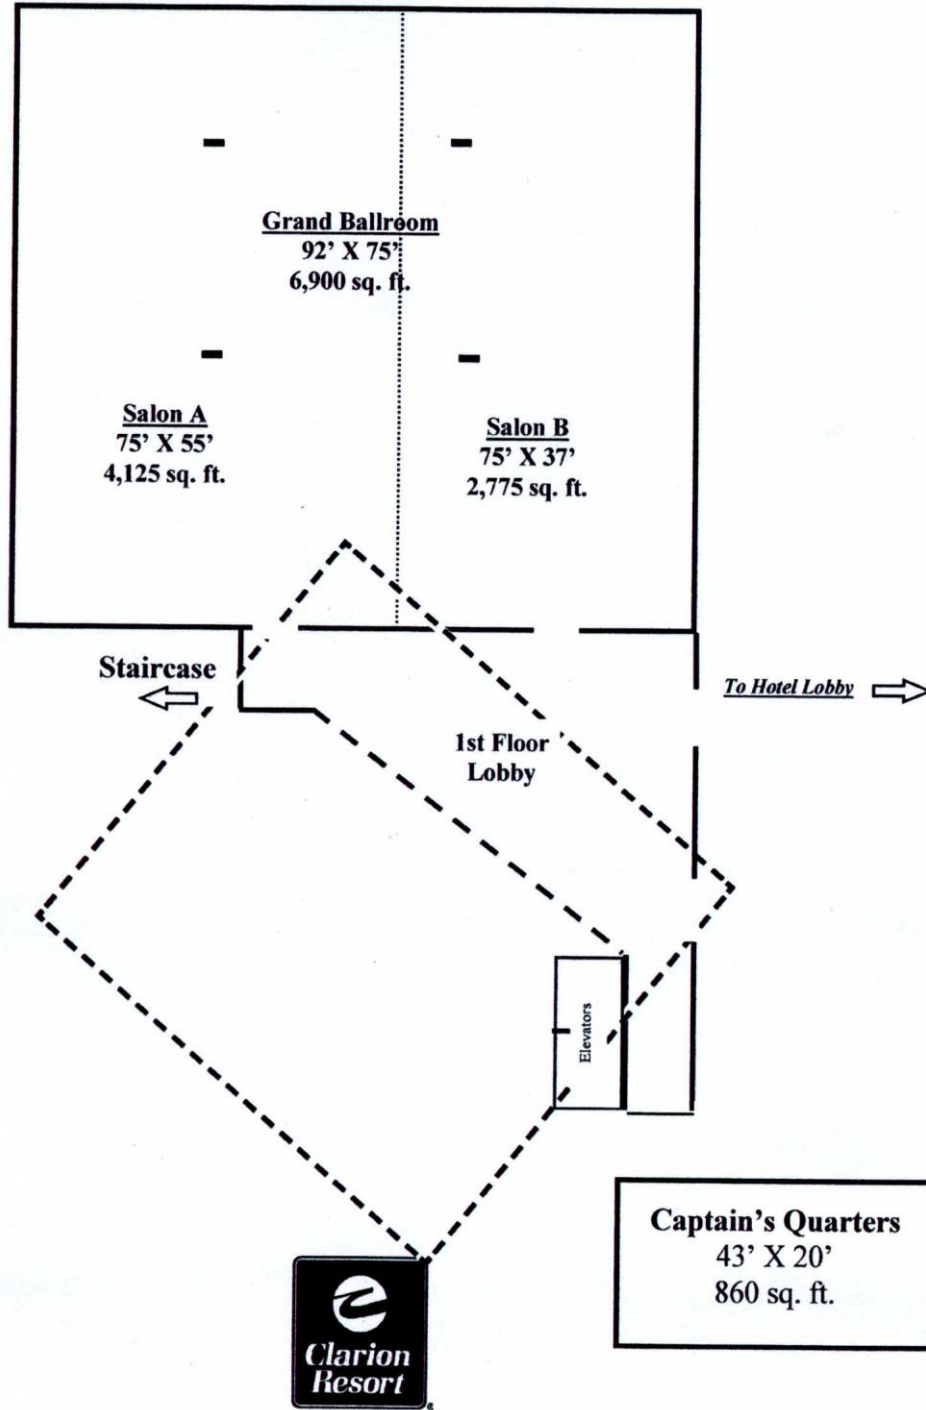 Grand Ballroom
92’ X 75’
6,900 sq. ft.
Salon A
75’ X 55’
4,125 sq. ft.
Salon B
75’ X 37’
2,775 sq. ft.
Staircase
To Hotel Lobby
1st Floor
Lobby
Elevators
Captain’s Quarters
43’ X 20’
860 sq. ft.
Clarion
Resort